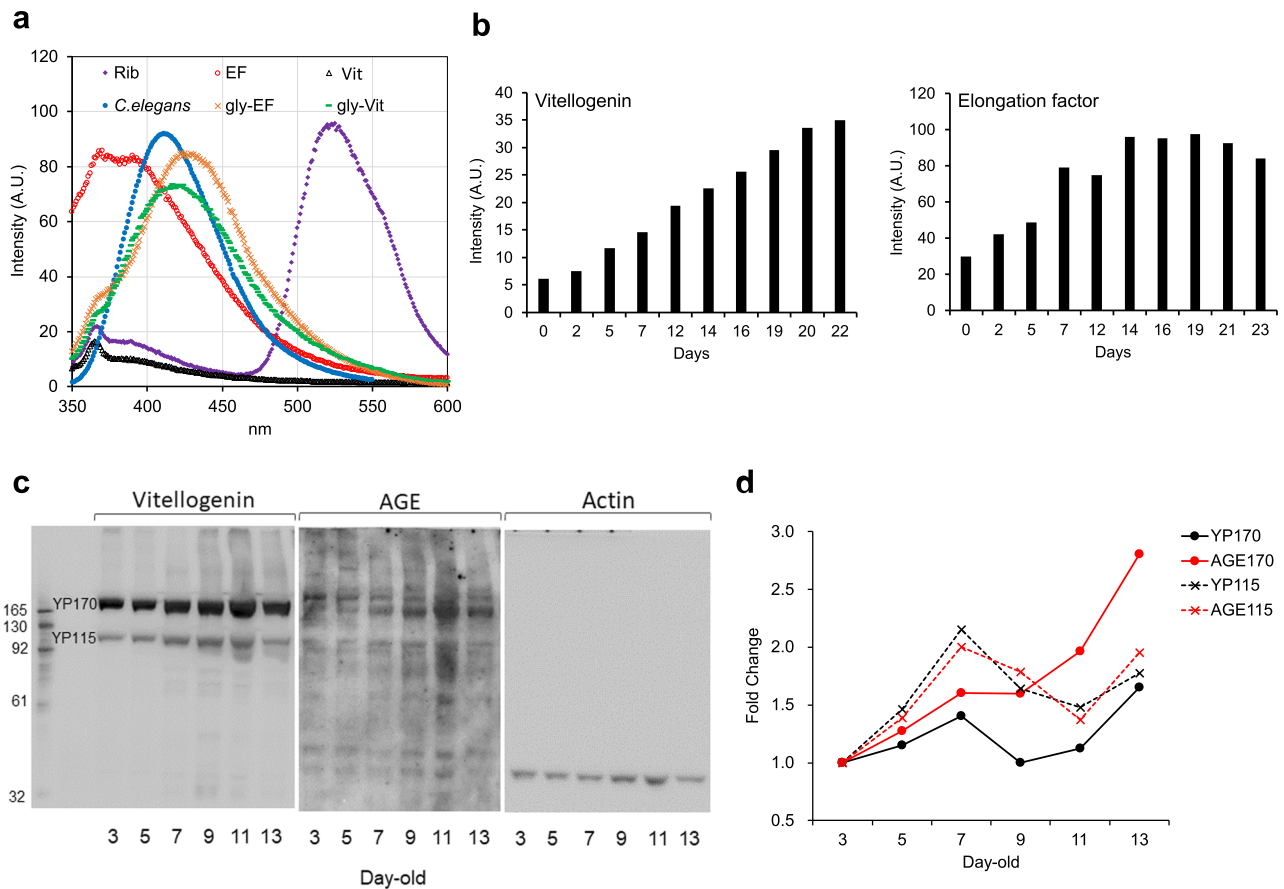 a
120
100
80
60
40
20
0
Intensity (A.U.)
Rib EF Vit
C.elegans gly-EF gly-Vit
350 400 450 500 550 600
nm
b
Vitellogenin
40
35
30
25
20
15
10
5
0
Intensity (A.U.)
0 2 5 7 12 14 16 19 20 22
Days
Elongation factor
120
100
80
60
40
20
0
Intensity (A.U.)
0 2 5 7 12 14 16 19 21 23
Days
c
Vitellogenin AGE Actin
YP170
165
130
YP115
92
61
32
3 5 7 9 11 13 3 5 7 9 11 13 3 5 7 9 11 13
Day-old
d
3.0
2.5
2.0
1.5
1.0
0.5
Fold Change
3 5 7 9 11 13
Day-old
YP170
AGE170
YP115
AGE115